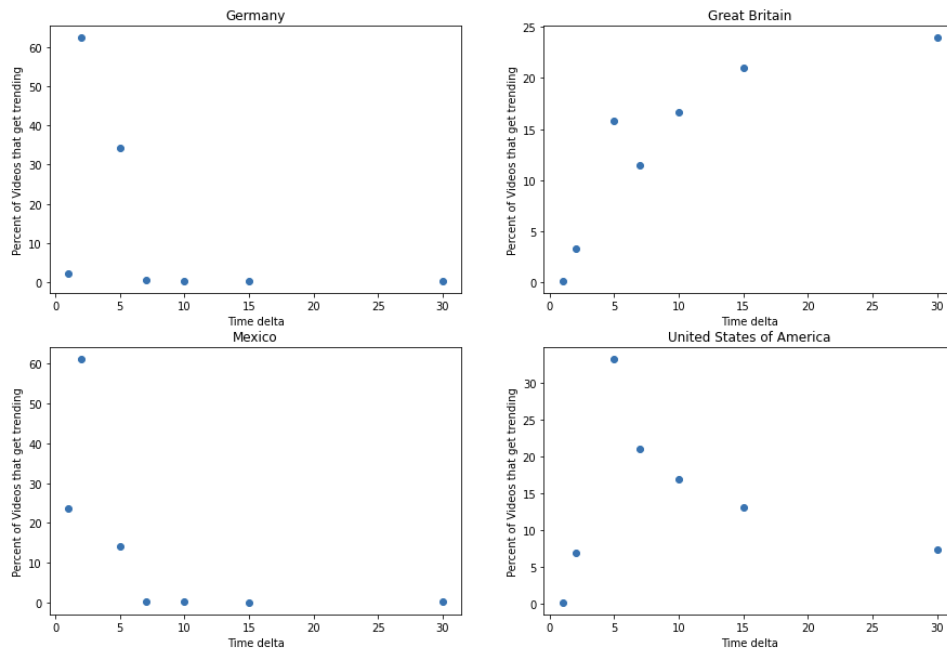 Germany
Percent of Videos that get trending
60
50
40
30
20
10
0
0 5 10 15 20 25 30
Time delta
Great Britain
Percent of Videos that get trending
25
20
15
10
5
0
0 5 10 15 20 25 30
Time delta
Mexico
Percent of Videos that get trending
60
50
40
30
20
10
0
0 5 10 15 20 25 30
Time delta
United States of America
Percent of Videos that get trending
30
25
20
15
10
5
0
0 5 10 15 20 25 30
Time delta